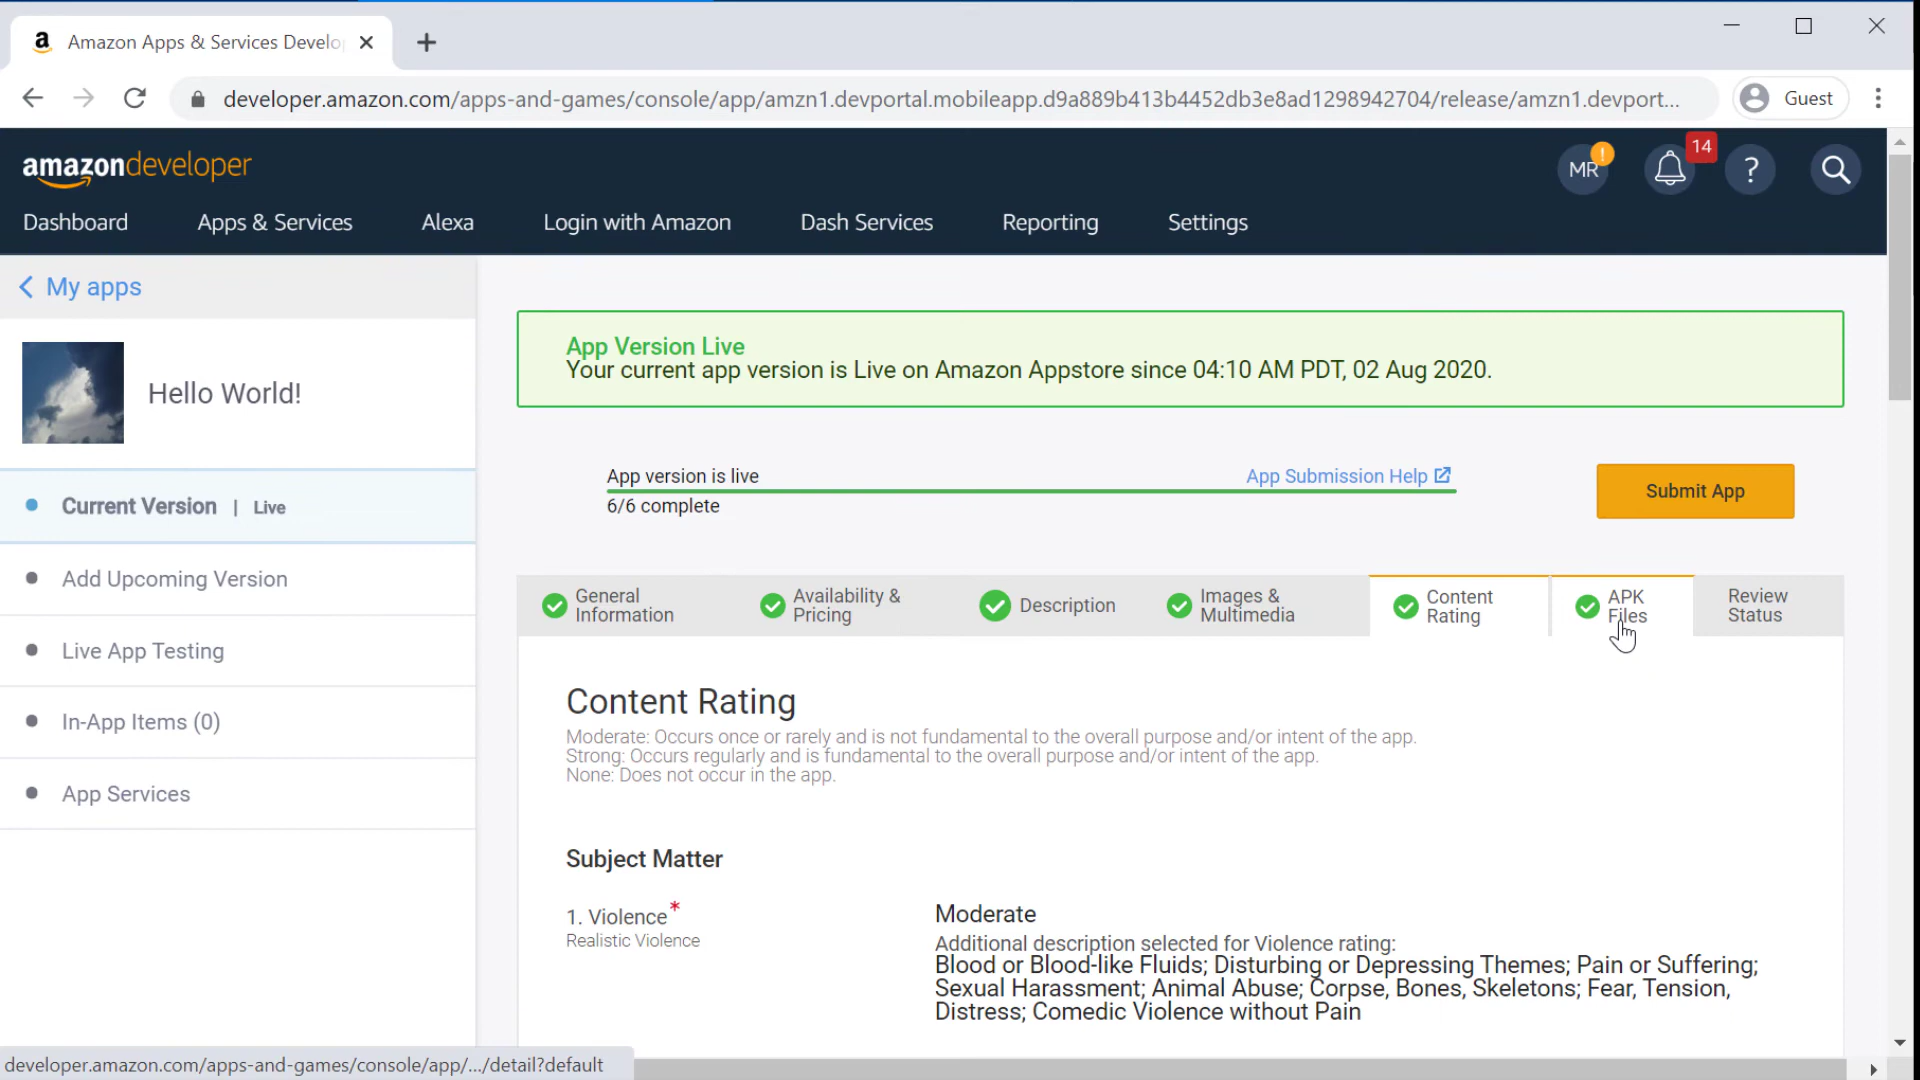 Amazon Apps & Services Develo
developer.amazon.com/apps-and-games/console/app/amzn1.devportal.mobileapp.d9a889b413b4452db3e8ad1298942704/release/amzn1.devport...
Guest
amazondeveloper
MR
!
14
?
Dashboard
Apps & Services
Alexa
Login with Amazon
Dash Services
Reporting
Settings
My apps
Hello World!
Current Version | Live
Add Upcoming Version
Live App Testing
In-App Items (0)
App Services
App Version Live
Your current app version is Live on Amazon Appstore since 04:10 AM PDT, 02 Aug 2020.
App version is live
App Submission Help
6/6 complete
Submit App
General
Information
Availability &
Pricing
Description
Images &
Multimedia
Content
Rating
APK
Files
Review
Status
Content Rating
Moderate: Occurs once or rarely and is not fundamental to the overall purpose and/or intent of the app.
Strong: Occurs regularly and is fundamental to the overall purpose and/or intent of the app.
None: Does not occur in the app.
Subject Matter
1. Violence*
Realistic Violence
Moderate
Additional description selected for Violence rating:
Blood or Blood-like Fluids; Disturbing or Depressing Themes; Pain or Suffering;
Sexual Harassment; Animal Abuse; Corpse, Bones, Skeletons; Fear, Tension,
Distress; Comedic Violence without Pain
developer.amazon.com/apps-and-games/console/app/.../detail?default